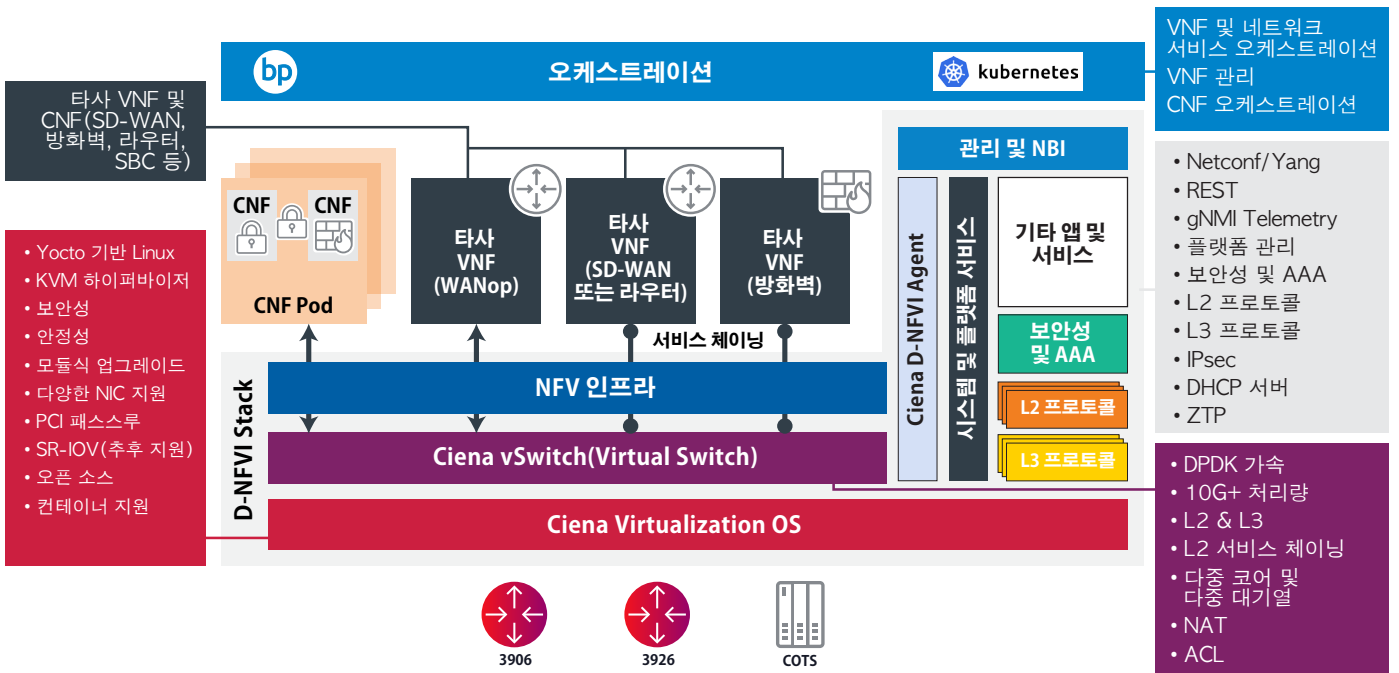 bp
오케스트레이션
kubernetes
VNF 및 네트워크
서비스 오케스트레이션
VNF 관리
CNF 오케스트레이션
타사 VNF 및
CNF(SD-WAN,
방화벽, 라우터,
SBC 등)
CNF
CNF
CNF Pod
타사
VNF
(WANop)
타사
VNF
(SD-WAN
또는 라우터)
타사
VNF
(방화벽)
서비스 체이닝
관리 및 NBI
Ciena D-NFVI Agent
시스템 및 플랫폼 서비스
기타 앱 및
서비스
보안성
및 AAA
L2 프로토콜
L3 프로토콜
• Netconf/Yang
• REST
• gNMI Telemetry
• 플랫폼 관리
• 보안성 및 AAA
• L2 프로토콜
• L3 프로토콜
• IPsec
• DHCP 서버
• ZTP
• Yocto 기반 Linux
• KVM 하이퍼바이저
• 보안성
• 안정성
• 모듈식 업그레이드
• 다양한 NIC 지원
• PCI 패스스루
• SR-IOV(추후 지원)
• 오픈 소스
• 컨테이너 지원
D-NFVI Stack
NFV 인프라
Ciena vSwitch(Virtual Switch)
Ciena Virtualization OS
• DPDK 가속
• 10G+ 처리량
• L2 & L3
• L2 서비스 체이닝
• 다중 코어 및
다중 대기열
• NAT
• ACL
3906
3926
COTS